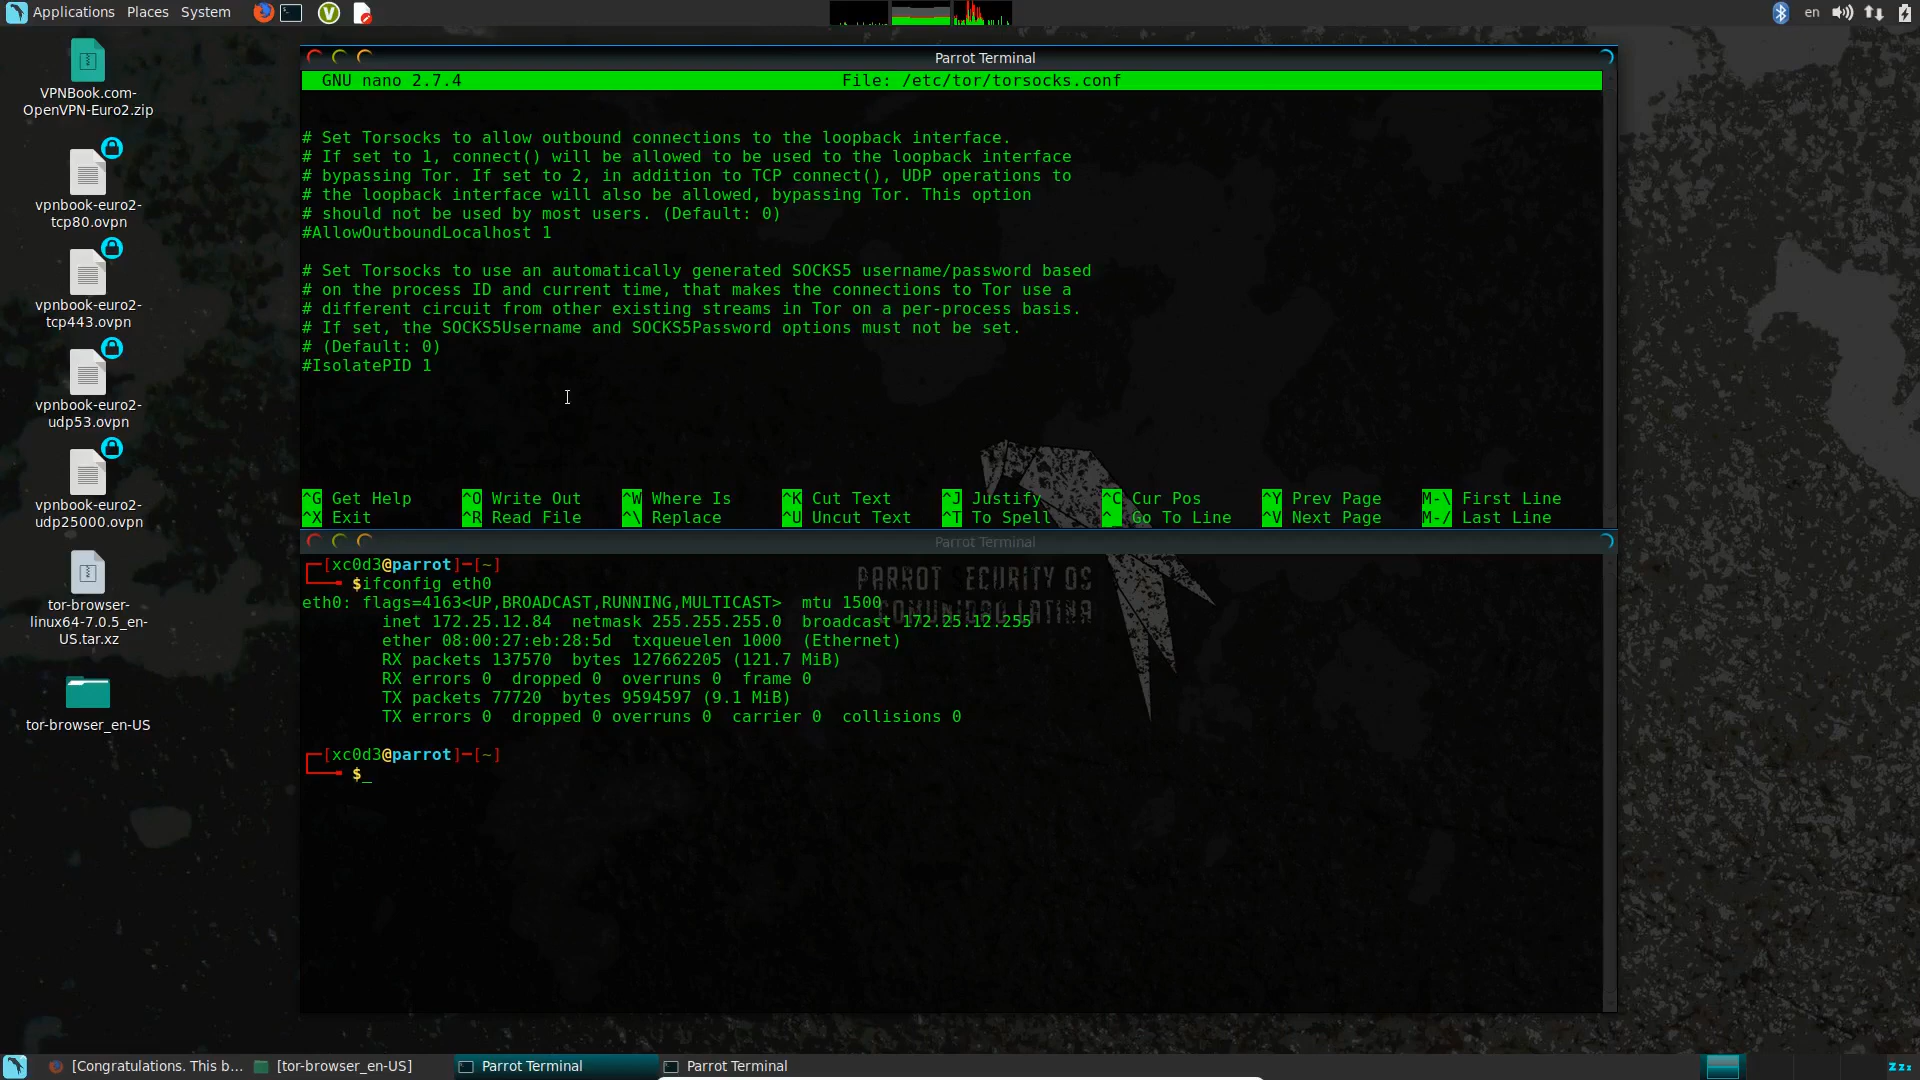 Applications Places System
en
VPNBook.com-
OpenVPN-Euro2.zip
vpnbook-euro2-
tcp80.ovpn
vpnbook-euro2-
tcp443.ovpn
vpnbook-euro2-
udp53.ovpn
vpnbook-euro2-
udp25000.ovpn
tor-browser-
linux64-7.0.5_en-
US.tar.xz
tor-browser_en-US
Parrot Terminal
GNU nano 2.7.4 File: /etc/tor/torsocks.conf
# Set Torsocks to allow outbound connections to the loopback interface.
# If set to 1, connect() will be allowed to be used to the loopback interface
# bypassing Tor. If set to 2, in addition to TCP connect(), UDP operations to
# the loopback interface will also be allowed, bypassing Tor. This option
# should not be used by most users. (Default: 0)
#AllowOutboundLocalhost 1
# Set Torsocks to use an automatically generated SOCKS5 username/password based
# on the process ID and current time, that makes the connections to Tor use a
# different circuit from other existing streams in Tor on a per-process basis.
# If set, the SOCKS5Username and SOCKS5Password options must not be set.
# (Default: 0)
#IsolatePID 1
^G Get Help ^O Write Out ^W Where Is ^K Cut Text ^J Justify ^C Cur Pos ^Y Prev Page M-\ First Line
^X Exit ^R Read File ^\ Replace ^U Uncut Text ^T To Spell ^_ Go To Line ^V Next Page M-/ Last Line
Parrot Terminal
┌─[xc0d3@parrot]─[~]
└──╼ $ifconfig eth0
eth0: flags=4163<UP,BROADCAST,RUNNING,MULTICAST> mtu 1500
inet 172.25.12.84 netmask 255.255.255.0 broadcast 172.25.12.255
ether 08:00:27:eb:28:5d txqueuelen 1000 (Ethernet)
RX packets 137570 bytes 127662205 (121.7 MiB)
RX errors 0 dropped 0 overruns 0 frame 0
TX packets 77720 bytes 9594597 (9.1 MiB)
TX errors 0 dropped 0 overruns 0 carrier 0 collisions 0
┌─[xc0d3@parrot]─[~]
└──╼ $_
PARROT SECURITY OS
COMUNIDAD LATINA
[Congratulations. This b... [tor-browser_en-US] Parrot Terminal Parrot Terminal
zzz